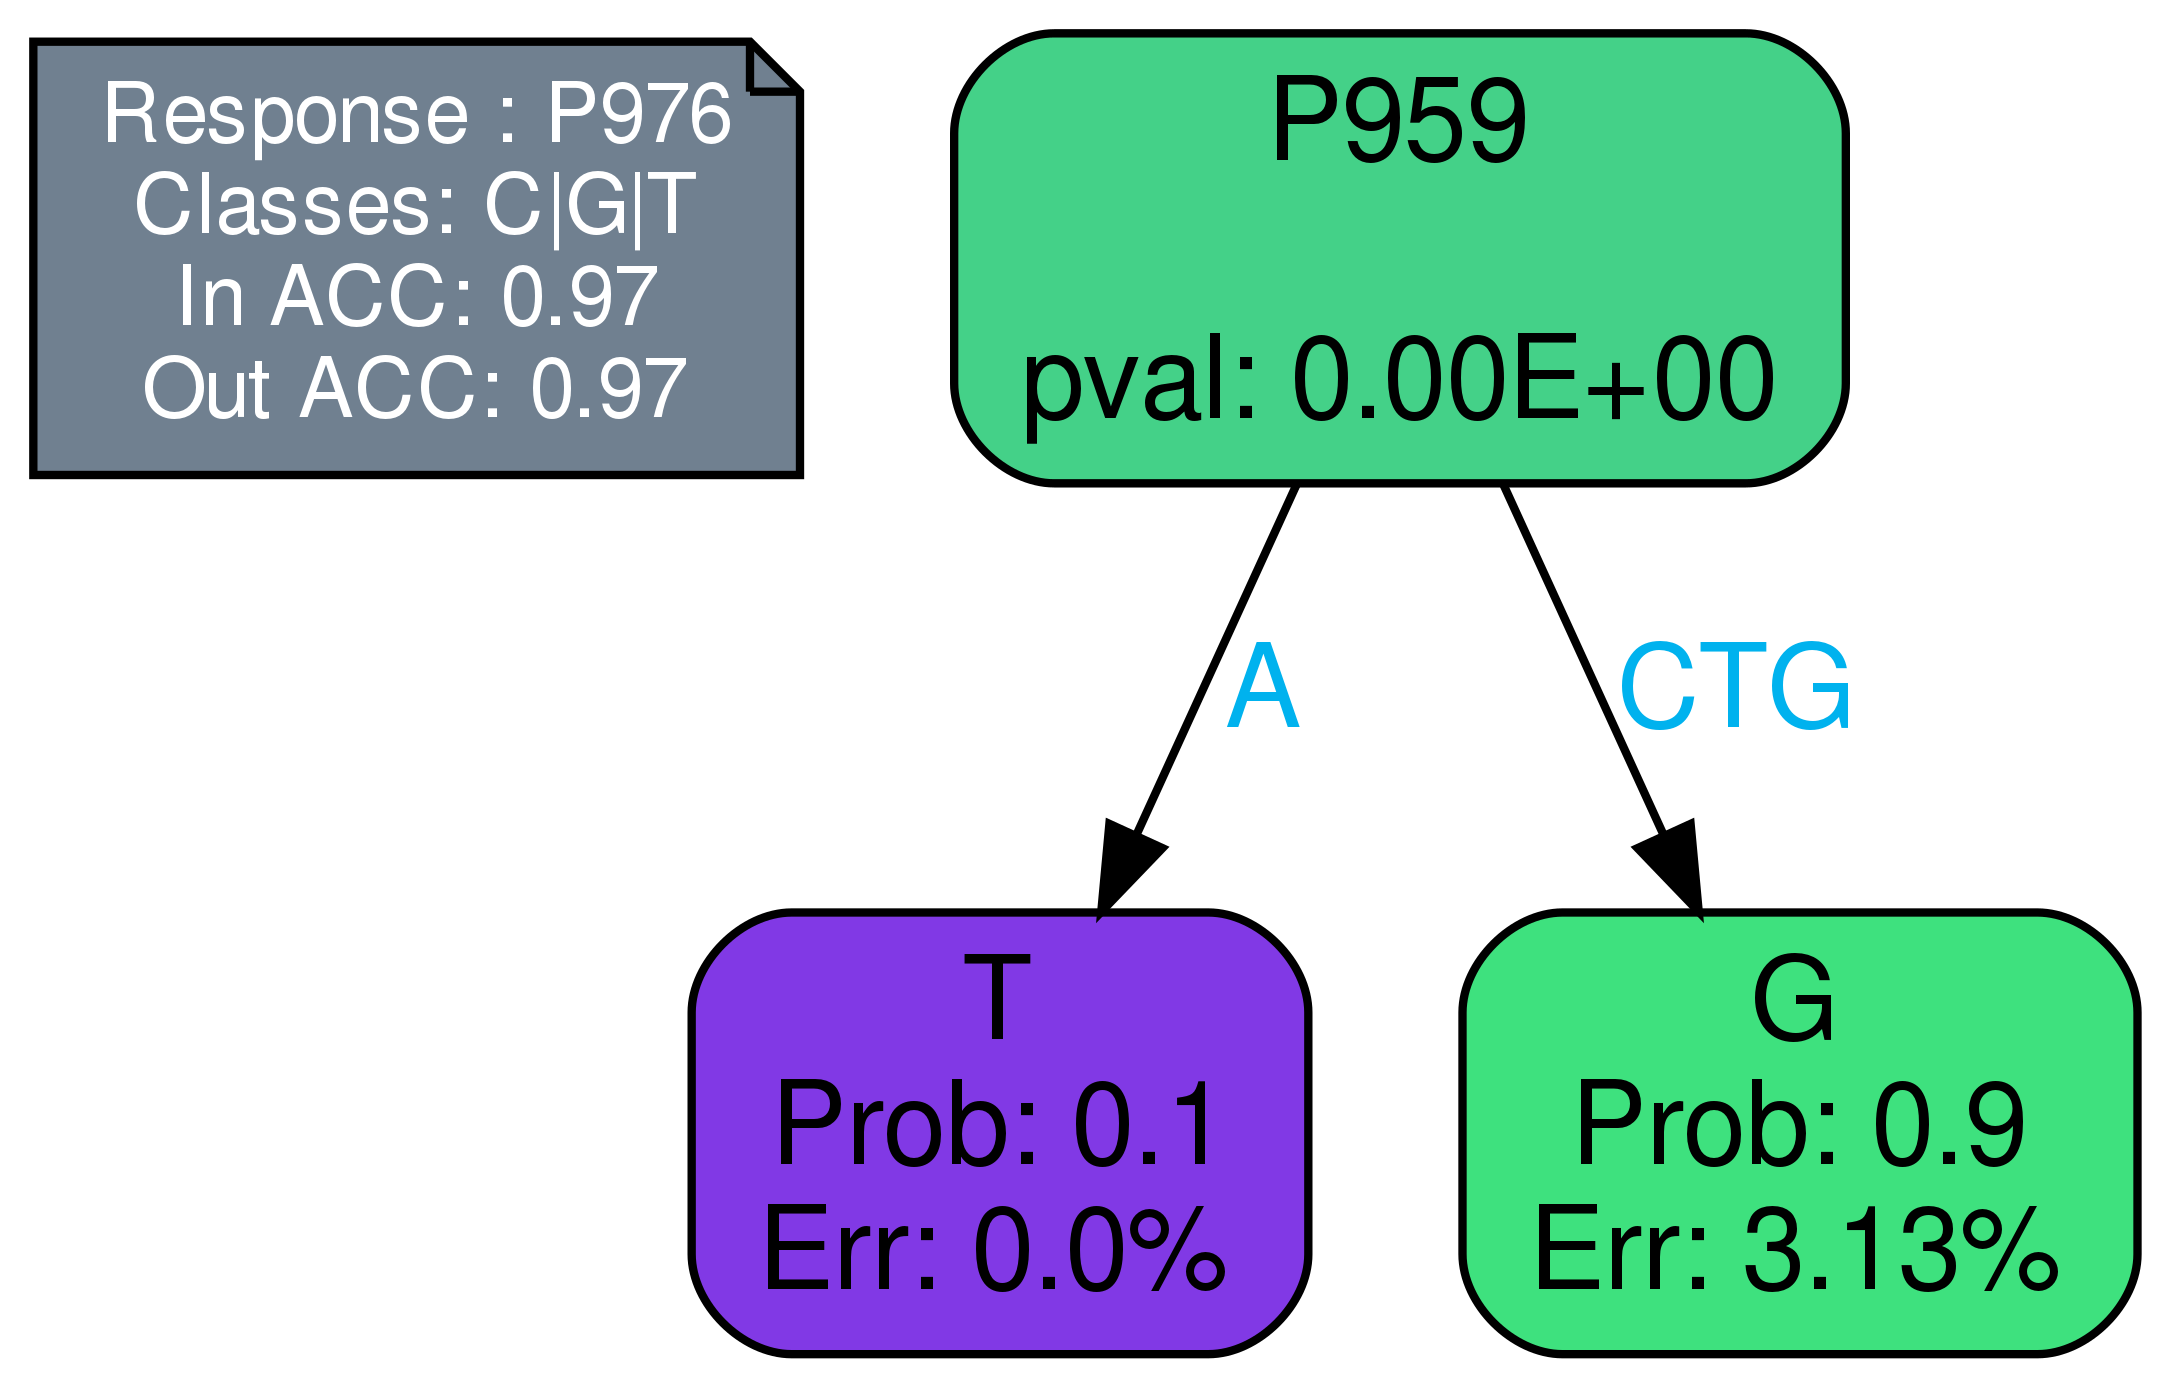 Response : P976
Classes: C|G|T
In ACC: 0.97
Out ACC: 0.97
P959
pval: 0.00E+00
A
CTG
T
Prob: 0.1
Err: 0.0%
G
Prob: 0.9
Err: 3.13%